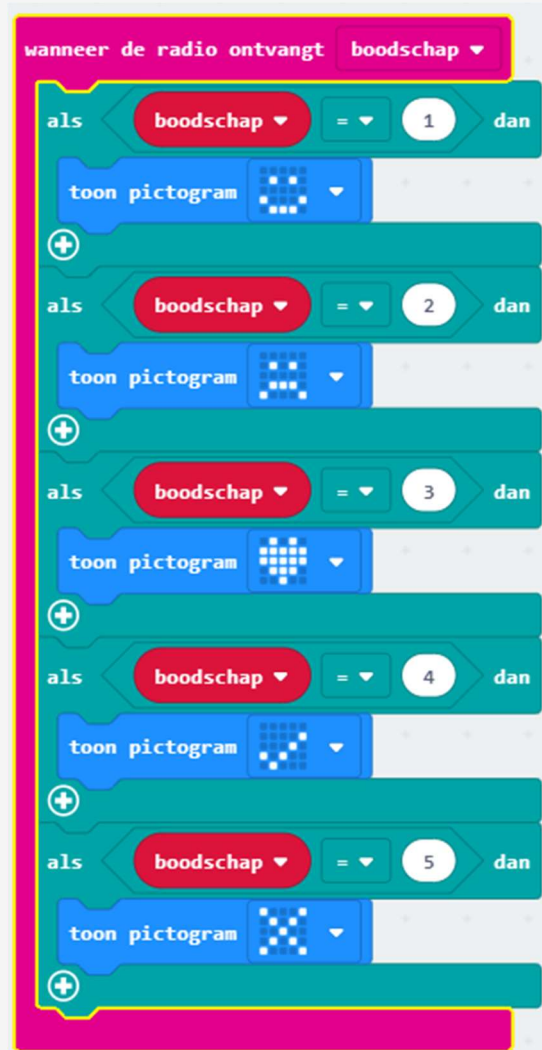 wanneer de radio ontvangt boodschap
als boodschap = 1 dan
toon pictogram
als boodschap = 2 dan
toon pictogram
als boodschap = 3 dan
toon pictogram
als boodschap = 4 dan
toon pictogram
als boodschap = 5 dan
toon pictogram